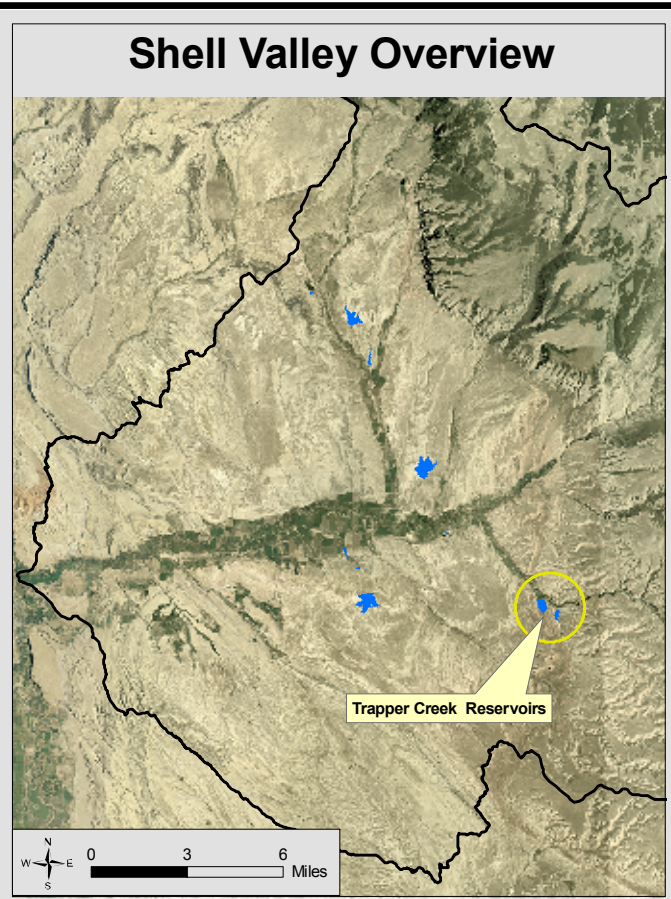 Shell Valley Overview
Trapper Creek Reservoirs
N
W E
S
0 3 6
Miles